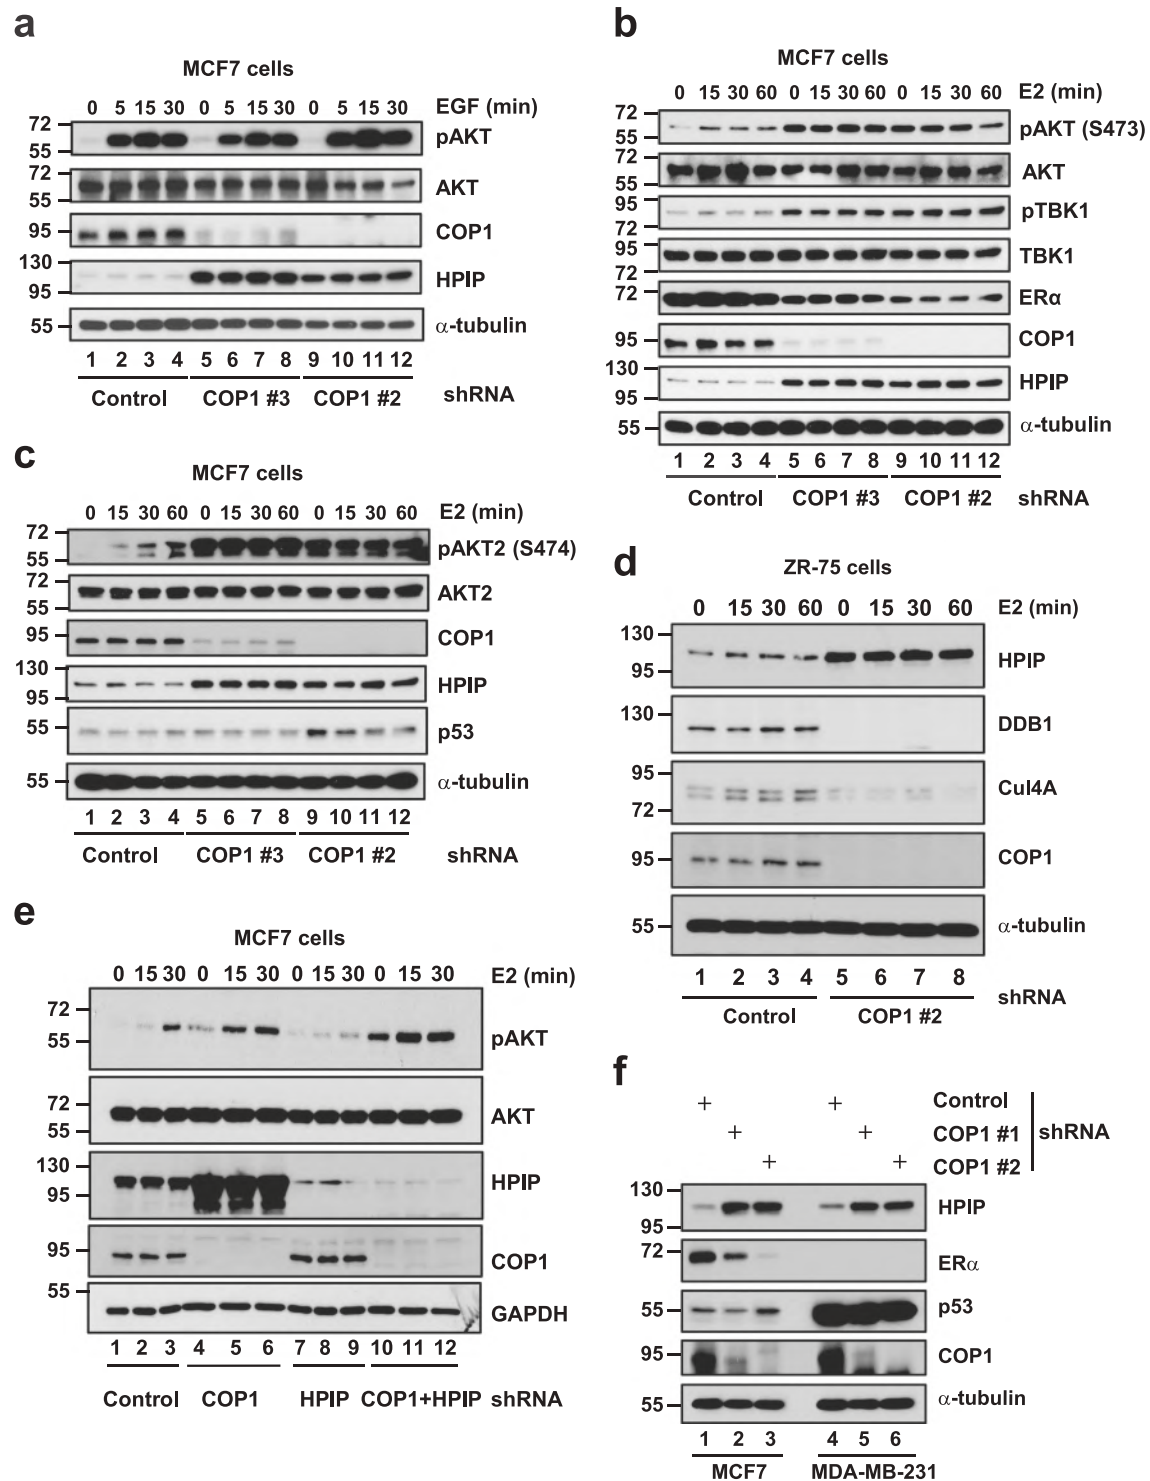 a
MCF7 cells
0 5 15 30 0 5 15 30 0 5 15 30 EGF (min)
72
55
pAKT
72
55
AKT
95
COP1
130
95
HPIP
55
α-tubulin
1 2 3 4 5 6 7 8 9 10 11 12
Control COP1 #3 COP1 #2 shRNA
b
MCF7 cells
0 15 30 60 0 15 30 60 0 15 30 60 E2 (min)
72
55
pAKT (S473)
72
55
AKT
95
72
pTBK1
95
72
TBK1
72
ERα
95
COP1
130
95
HPIP
55
α-tubulin
1 2 3 4 5 6 7 8 9 10 11 12
Control COP1 #3 COP1 #2 shRNA
c
MCF7 cells
0 15 30 60 0 15 30 60 0 15 30 60 E2 (min)
72
55
pAKT2 (S474)
72
55
AKT2
95
COP1
130
95
HPIP
55
p53
55
α-tubulin
1 2 3 4 5 6 7 8 9 10 11 12
Control COP1 #3 COP1 #2 shRNA
d
ZR-75 cells
0 15 30 60 0 15 30 60 E2 (min)
130
95
HPIP
130
DDB1
95
72
Cul4A
95
COP1
55
α-tubulin
1 2 3 4 5 6 7 8
Control COP1 #2 shRNA
e
MCF7 cells
0 15 30 0 15 30 0 15 30 0 15 30 E2 (min)
72
55
pAKT
72
55
AKT
130
95
HPIP
95
COP1
55
GAPDH
1 2 3 4 5 6 7 8 9 10 11 12
Control COP1 HPIP COP1+HPIP shRNA
f
+ + Control
+ + COP1 #1 shRNA
+ + COP1 #2
130
95
HPIP
72
ERα
55
p53
95
COP1
55
α-tubulin
1 2 3 4 5 6
MCF7 MDA-MB-231